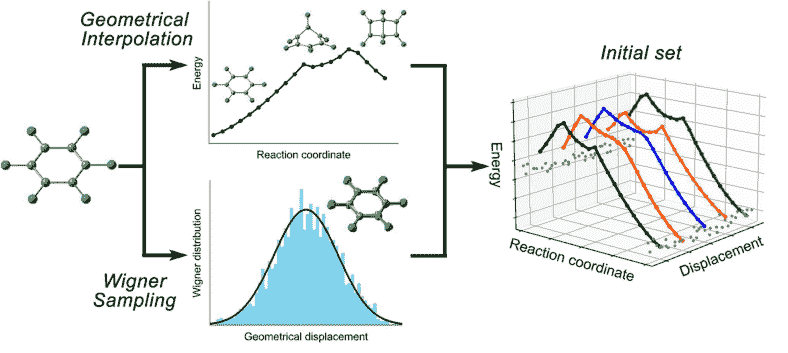 Geometrical
Interpolation
Energy
Reaction coordinate
Wigner
Sampling
Wigner distribution
Geometrical displacement
Initial set
Energy
Reaction coordinate
Displacement